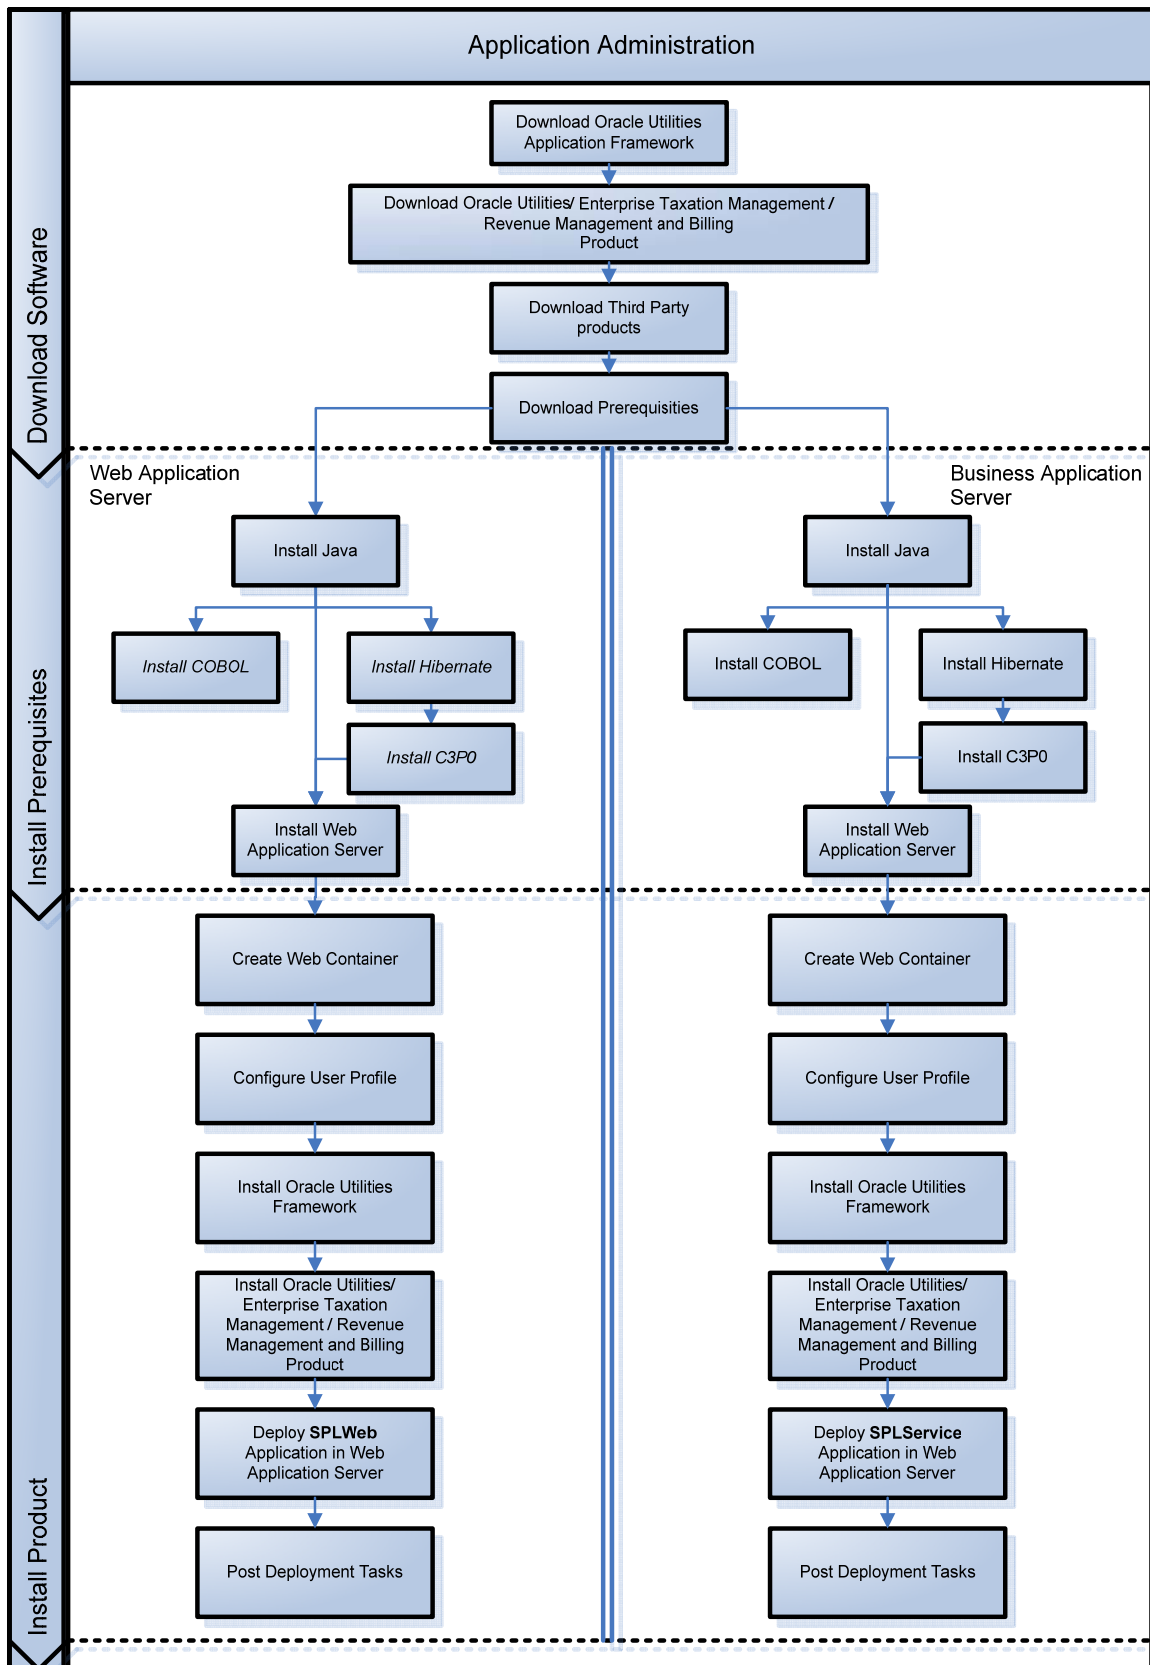 Application Administration
Download Software
Download Oracle Utilities
Application Framework
Download Oracle Utilities/ Enterprise Taxation Management /
Revenue Management and Billing
Product
Download Third Party
products
Download Prerequisities
Install Prerequisites
Web Application
Server
Business Application
Server
Install Java
Install COBOL
Install Hibernate
Install C3P0
Install Web
Application Server
Install Java
Install COBOL
Install Hibernate
Install C3P0
Install Web
Application Server
Install Product
Create Web Container
Configure User Profile
Install Oracle Utilities
Framework
Install Oracle Utilities/
Enterprise Taxation
Management / Revenue
Management and Billing
Product
Deploy SPLWeb
Application in Web
Application Server
Post Deployment Tasks
Create Web Container
Configure User Profile
Install Oracle Utilities
Framework
Install Oracle Utilities/
Enterprise Taxation
Management / Revenue
Management and Billing
Product
Deploy SPLService
Application in Web
Application Server
Post Deployment Tasks